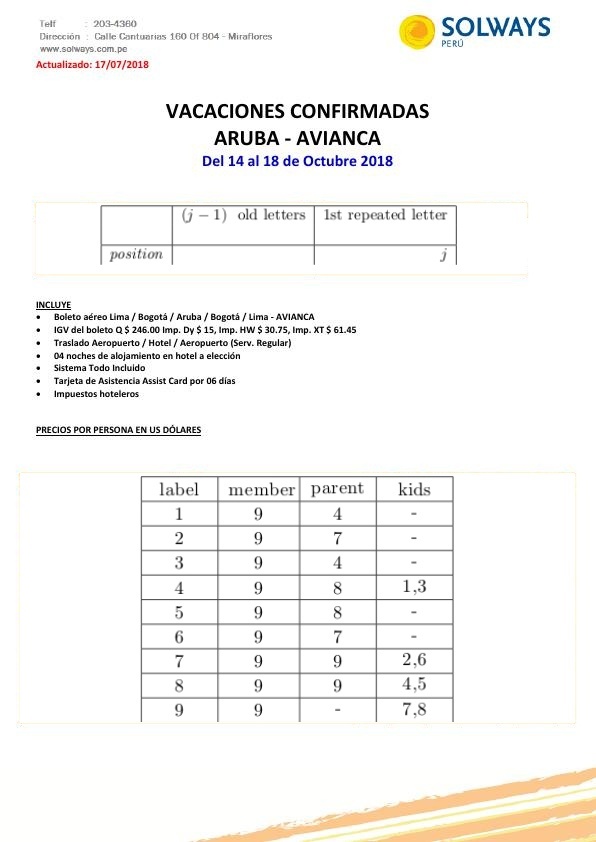 Telf : 203-4360
Dirección : Calle Cantuarias 160 Of 804 - Miraflores
www.solways.com.pe
SOLWAYS
PERÚ
Actualizado: 17/07/2018
VACACIONES CONFIRMADAS
ARUBA - AVIANCA
Del 14 al 18 de Octubre 2018
(j − 1) old letters 1st repeated letter
position j
INCLUYE
• Boleto aéreo Lima / Bogotá / Aruba / Bogotá / Lima - AVIANCA
• IGV del boleto Q $ 246.00 Imp. Dy $ 15, Imp. HW $ 30.75, Imp. XT $ 61.45
• Traslado Aeropuerto / Hotel / Aeropuerto (Serv. Regular)
• 04 noches de alojamiento en hotel a elección
• Sistema Todo Incluido
• Tarjeta de Asistencia Assist Card por 06 días
• Impuestos hoteleros
PRECIOS POR PERSONA EN US DÓLARES
label member parent kids
1 9 4 -
2 9 7 -
3 9 4 -
4 9 8 1,3
5 9 8 -
6 9 7 -
7 9 9 2,6
8 9 9 4,5
9 9 - 7,8